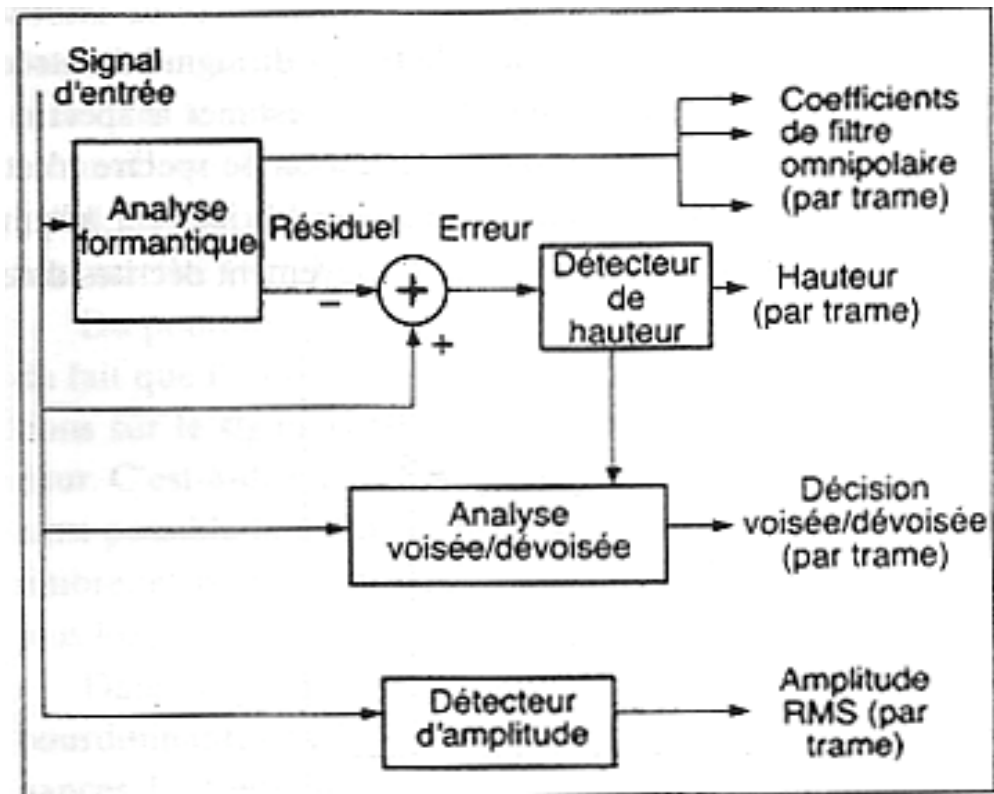 Signal
d'entrée
Analyse
formantique
Résiduel
Erreur
−
+
+
Détecteur
de
hauteur
Coefficients
de filtre
omnipolaire
(par trame)
Hauteur
(par trame)
Analyse
voisée/dévoisée
Décision
voisée/dévoisée
(par trame)
Détecteur
d'amplitude
Amplitude
RMS (par
trame)